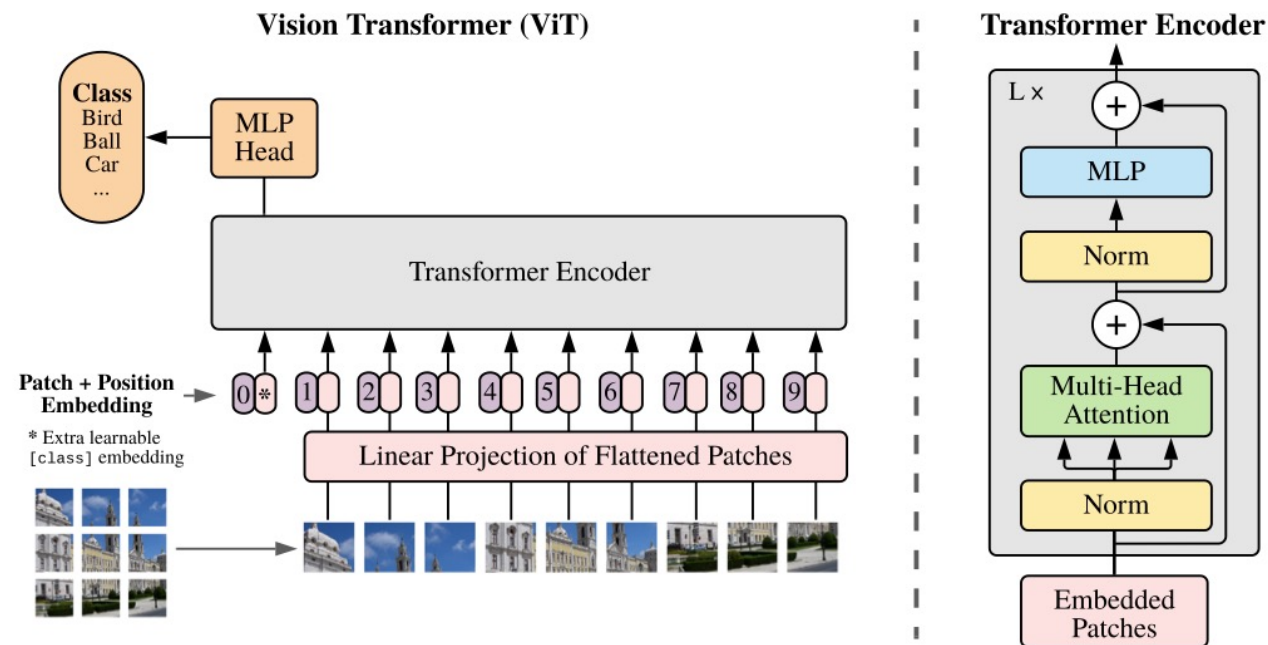 Vision Transformer (ViT)
Class
Bird
Ball
Car
...
MLP
Head
Transformer Encoder
Patch + Position
Embedding
* Extra learnable
[class] embedding
0 * 1 2 3 4 5 6 7 8 9
Linear Projection of Flattened Patches
Transformer Encoder
L ×
+
MLP
Norm
+
Multi-Head
Attention
Norm
Embedded
Patches